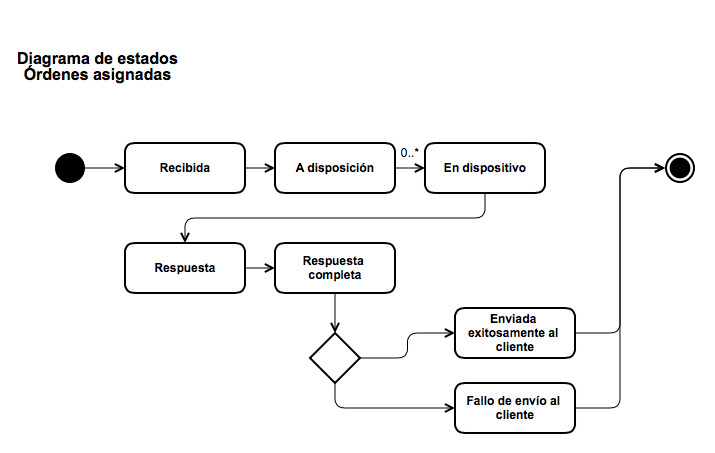 Diagrama de estados
Órdenes asignadas
Recibida
A disposición
0..*
En dispositivo
Respuesta
Respuesta
completa
Enviada
exitosamente al
cliente
Fallo de envío al
cliente